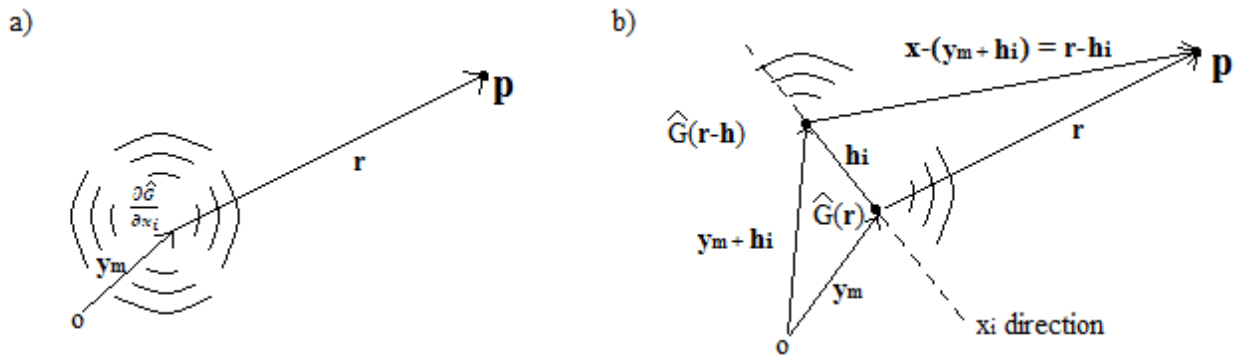 a)
p
r
∂Ĝ
∂xᵢ
yₘ
o
b)
x-(yₘ + hᵢ) = r-hᵢ
p
Ĝ(r-h)
r
hᵢ
Ĝ(r)
yₘ + hᵢ
yₘ
o
xᵢ direction